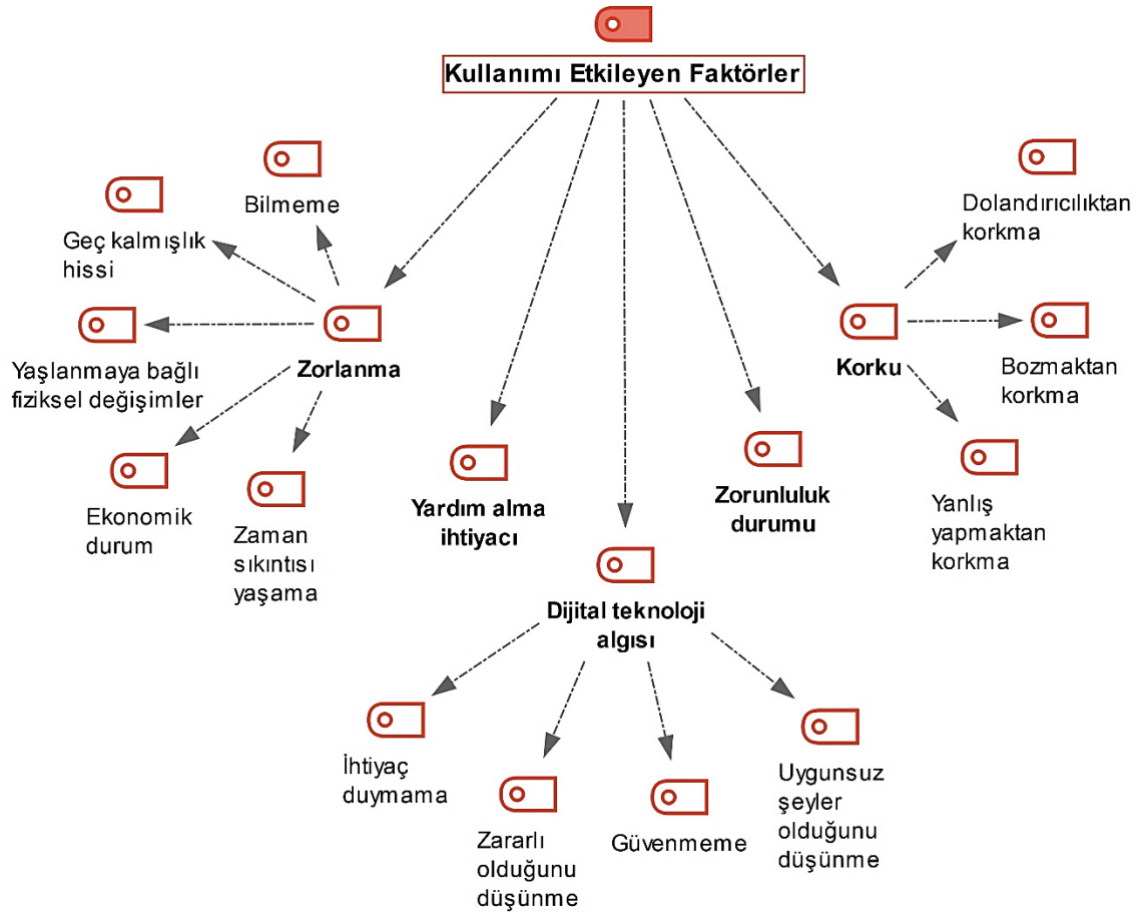 Kullanımı Etkileyen Faktörler
Bilmeme
Geç kalmışlık
hissi
Yaşlanmaya bağlı
fiziksel değişimler
Zorlanma
Ekonomik
durum
Zaman
sıkıntısı
yaşama
Yardım alma
ihtiyacı
Dijital teknoloji
algısı
İhtiyaç
duymama
Zararlı
olduğunu
düşünme
Güvenmeme
Uygunsuz
şeyler
olduğunu
düşünme
Zorunluluk
durumu
Korku
Dolandırıcılıktan
korkma
Bozmaktan
korkma
Yanlış
yapmaktan
korkma